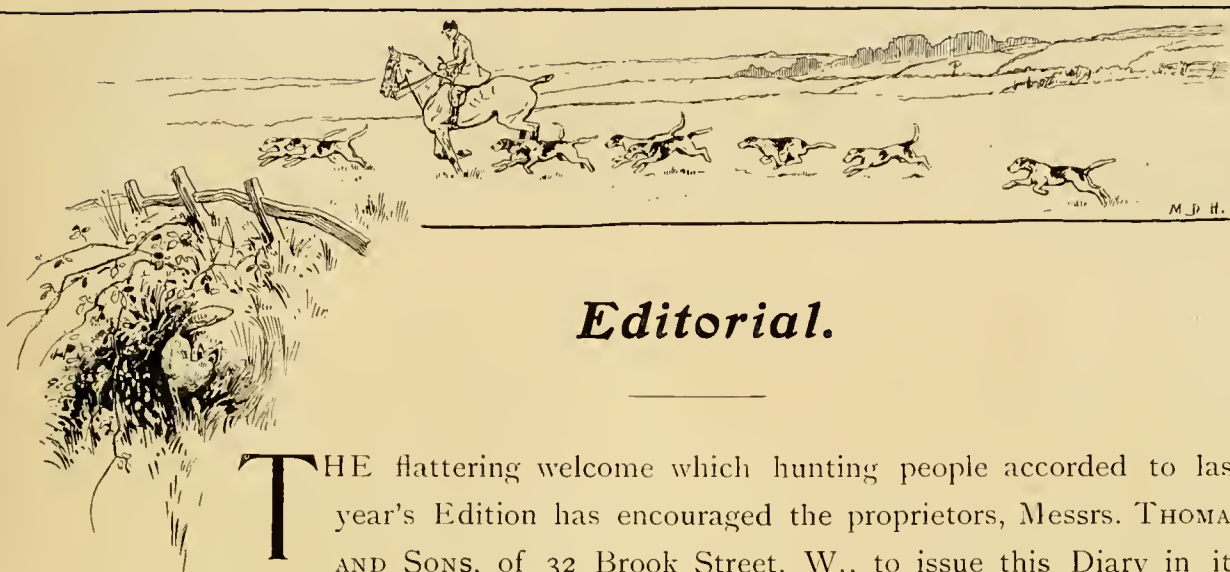 M D H.
Editorial.
THE flattering welcome which hunting people accorded to las
year's Edition has encouraged the proprietors, Messrs. THOMA
AND SONS, of 32 Brook Street, W., to issue this Diary in it